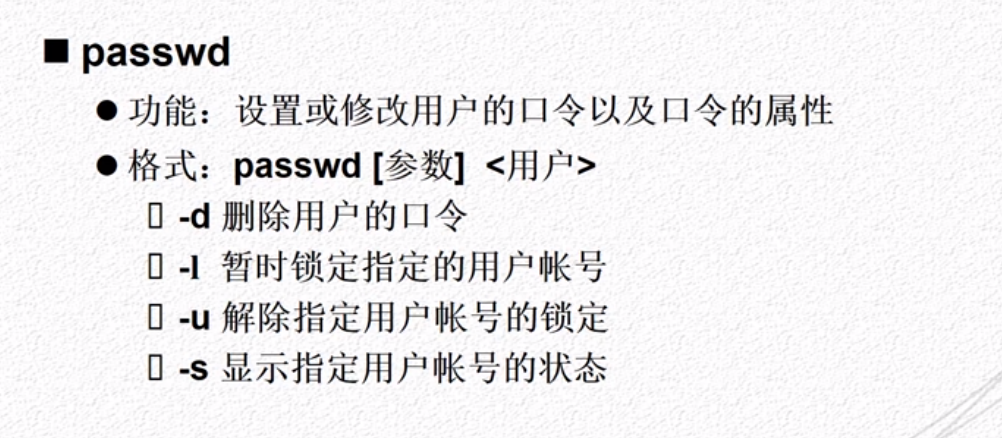 ■ passwd
● 功能：设置或修改用户的口令以及口令的属性
● 格式：passwd [参数] <用户>
▯ -d 删除用户的口令
▯ -l 暂时锁定指定的用户帐号
▯ -u 解除指定用户帐号的锁定
▯ -s 显示指定用户帐号的状态